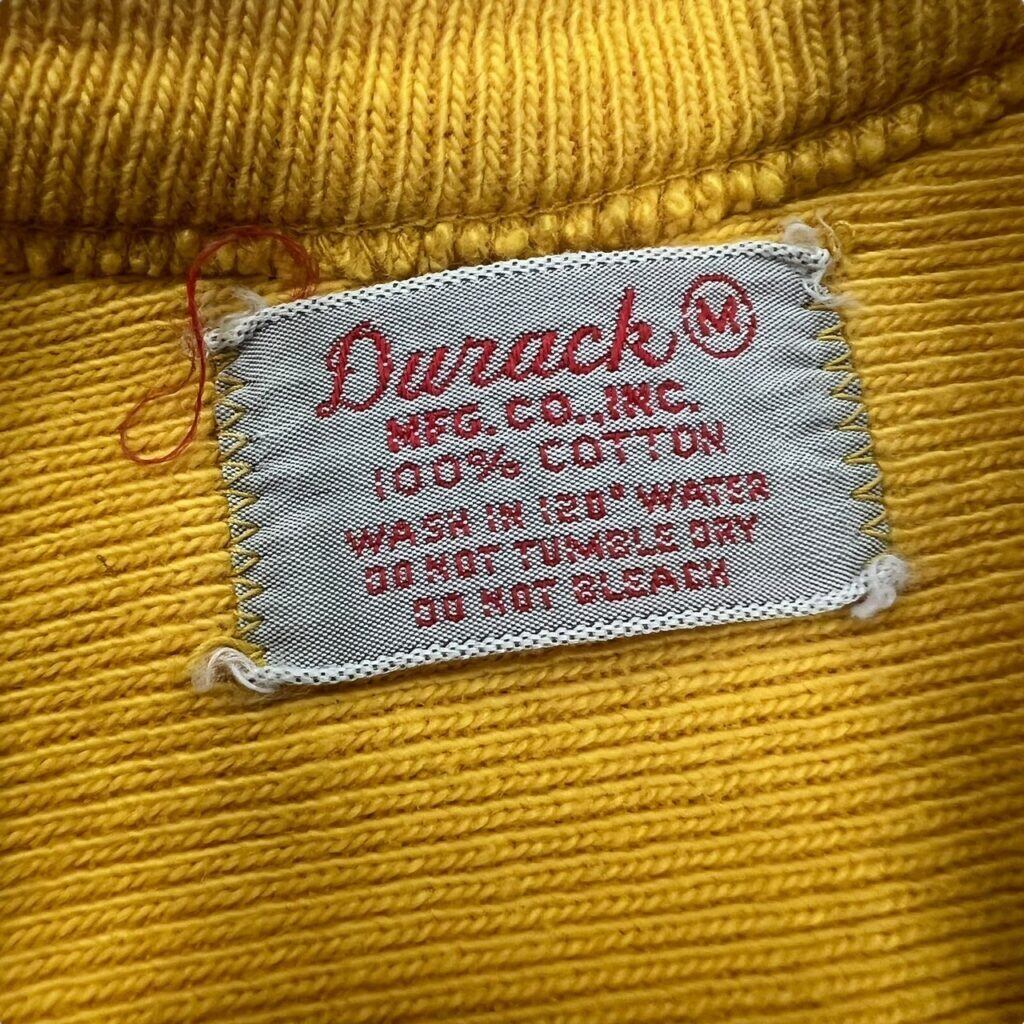 Durack M
MFG. CO., INC.
100% COTTON
WASH IN 120° WATER
DO NOT TUMBLE DRY
DO NOT BLEACH